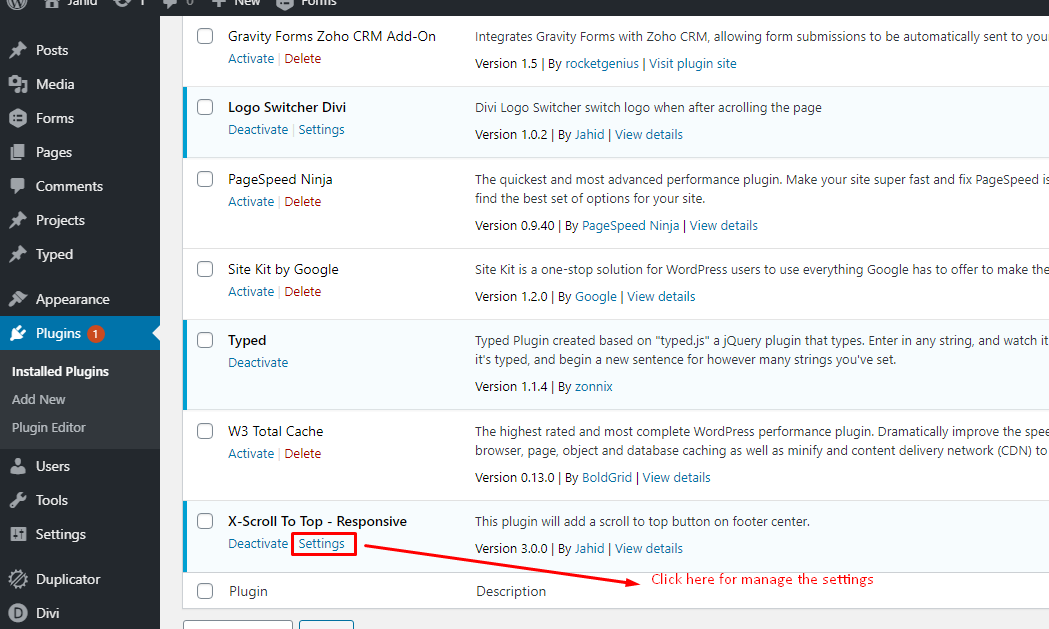 Jahid 1 0 New Forms
Posts
Media
Forms
Pages
Comments
Projects
Typed
Appearance
Plugins 1
Installed Plugins
Add New
Plugin Editor
Users
Tools
Settings
Duplicator
Divi
Gravity Forms Zoho CRM Add-On
Activate | Delete
Integrates Gravity Forms with Zoho CRM, allowing form submissions to be automatically sent to your
Version 1.5 | By rocketgenius | Visit plugin site
Logo Switcher Divi
Deactivate | Settings
Divi Logo Switcher switch logo when after acrolling the page
Version 1.0.2 | By Jahid | View details
PageSpeed Ninja
Activate | Delete
The quickest and most advanced performance plugin. Make your site super fast and fix PageSpeed is
find the best set of options for your site.
Version 0.9.40 | By PageSpeed Ninja | View details
Site Kit by Google
Activate | Delete
Site Kit is a one-stop solution for WordPress users to use everything Google has to offer to make the
Version 1.2.0 | By Google | View details
Typed
Deactivate
Typed Plugin created based on "typed.js" a jQuery plugin that types. Enter in any string, and watch it
it's typed, and begin a new sentence for however many strings you've set.
Version 1.1.4 | By zonnix
W3 Total Cache
Activate | Delete
The highest rated and most complete WordPress performance plugin. Dramatically improve the spee
browser, page, object and database caching as well as minify and content delivery network (CDN) to
Version 0.13.0 | By BoldGrid | View details
X-Scroll To Top - Responsive
Deactivate Settings
This plugin will add a scroll to top button on footer center.
Version 3.0.0 | By Jahid | View details
Click here for manage the settings
Plugin
Description